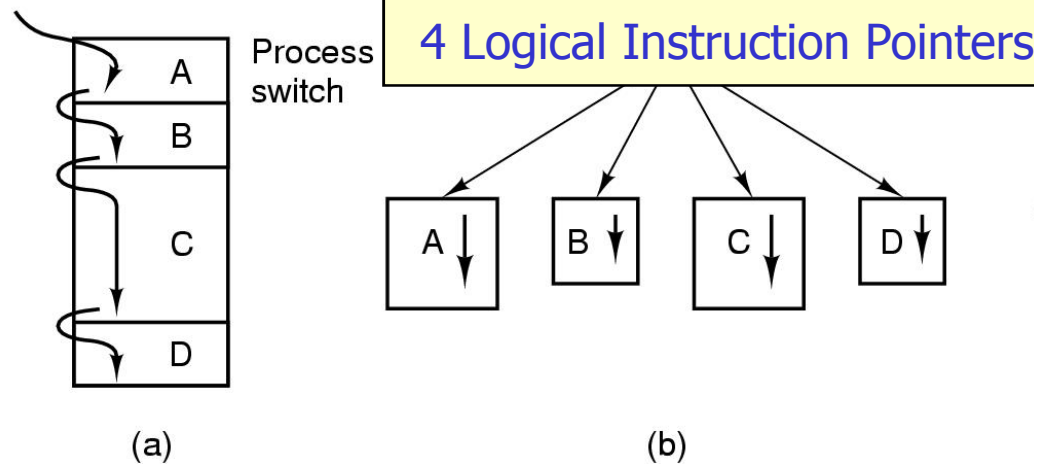 Process
switch
4 Logical Instruction Pointers
A
B
C
D
A
B
C
D
(a)
(b)